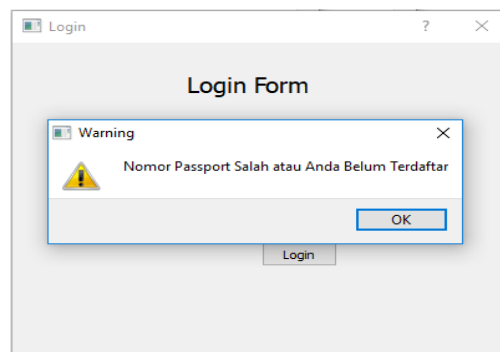 Login
?
Login Form
Warning
Nomor Passport Salah atau Anda Belum Terdaftar
OK
Login